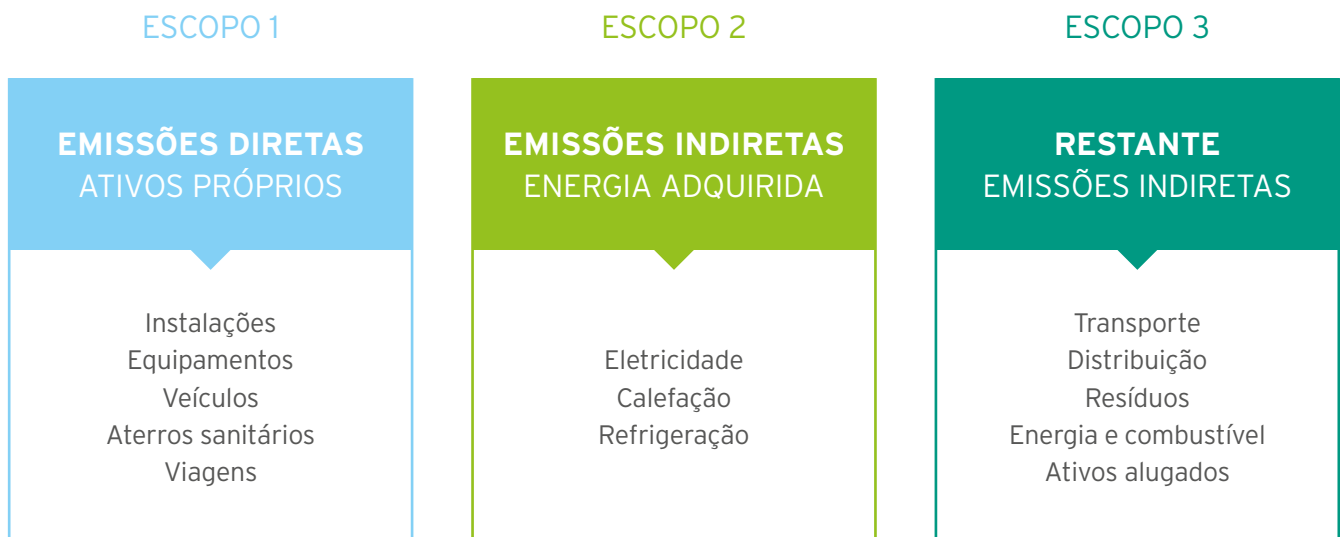 ESCOPO 1
EMISSÕES DIRETAS
ATIVOS PRÓPRIOS
Instalações
Equipamentos
Veículos
Aterros sanitários
Viagens
ESCOPO 2
EMISSÕES INDIRETAS
ENERGIA ADQUIRIDA
Eletricidade
Calefação
Refrigeração
ESCOPO 3
RESTANTE
EMISSÕES INDIRETAS
Transporte
Distribuição
Resíduos
Energia e combustível
Ativos alugados